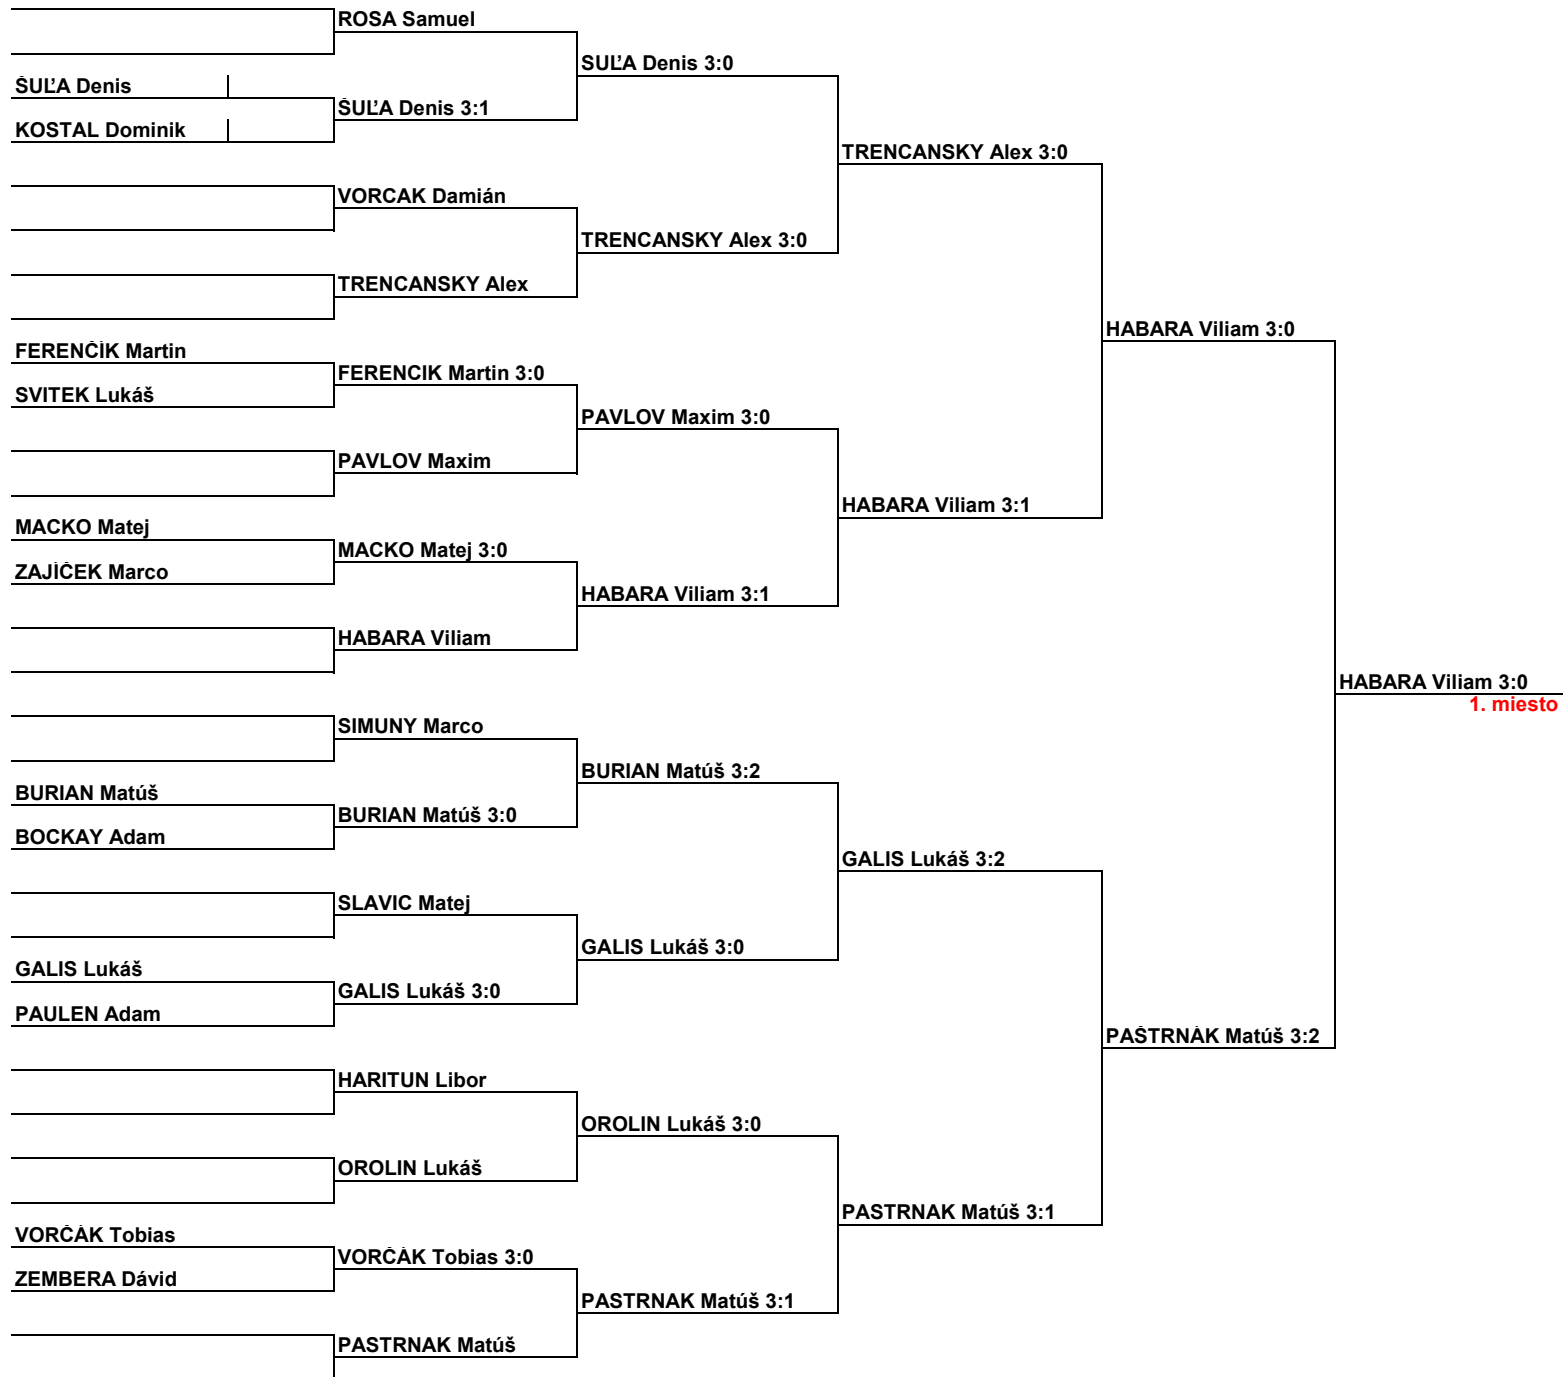 ROSA Samuel
SUĽA Denis 3:0
ŠUĽA Denis
ŠUĽA Denis 3:1
KOSTAL Dominik
TRENCANSKY Alex 3:0
VORCAK Damián
TRENCANSKY Alex 3:0
TRENCANSKY Alex
HABARA Viliam 3:0
FERENČÍK Martin
FERENCIK Martin 3:0
SVITEK Lukáš
PAVLOV Maxim 3:0
PAVLOV Maxim
HABARA Viliam 3:1
MACKO Matej
MACKO Matej 3:0
ZAJÍČEK Marco
HABARA Viliam 3:1
HABARA Viliam
HABARA Viliam 3:0
1. miesto
SIMUNY Marco
BURIAN Matúš 3:2
BURIAN Matúš
BURIAN Matúš 3:0
BOCKAY Adam
GALIS Lukáš 3:2
SLAVIC Matej
GALIS Lukáš 3:0
GALIS Lukáš
GALIS Lukáš 3:0
PAULEN Adam
PAŠTRNÁK Matúš 3:2
HARITUN Libor
OROLIN Lukáš 3:0
OROLIN Lukáš
PASTRNAK Matúš 3:1
VORČÁK Tobias
VORČÁK Tobias 3:0
ZEMBERA Dávid
PASTRNAK Matúš 3:1
PASTRNAK Matúš